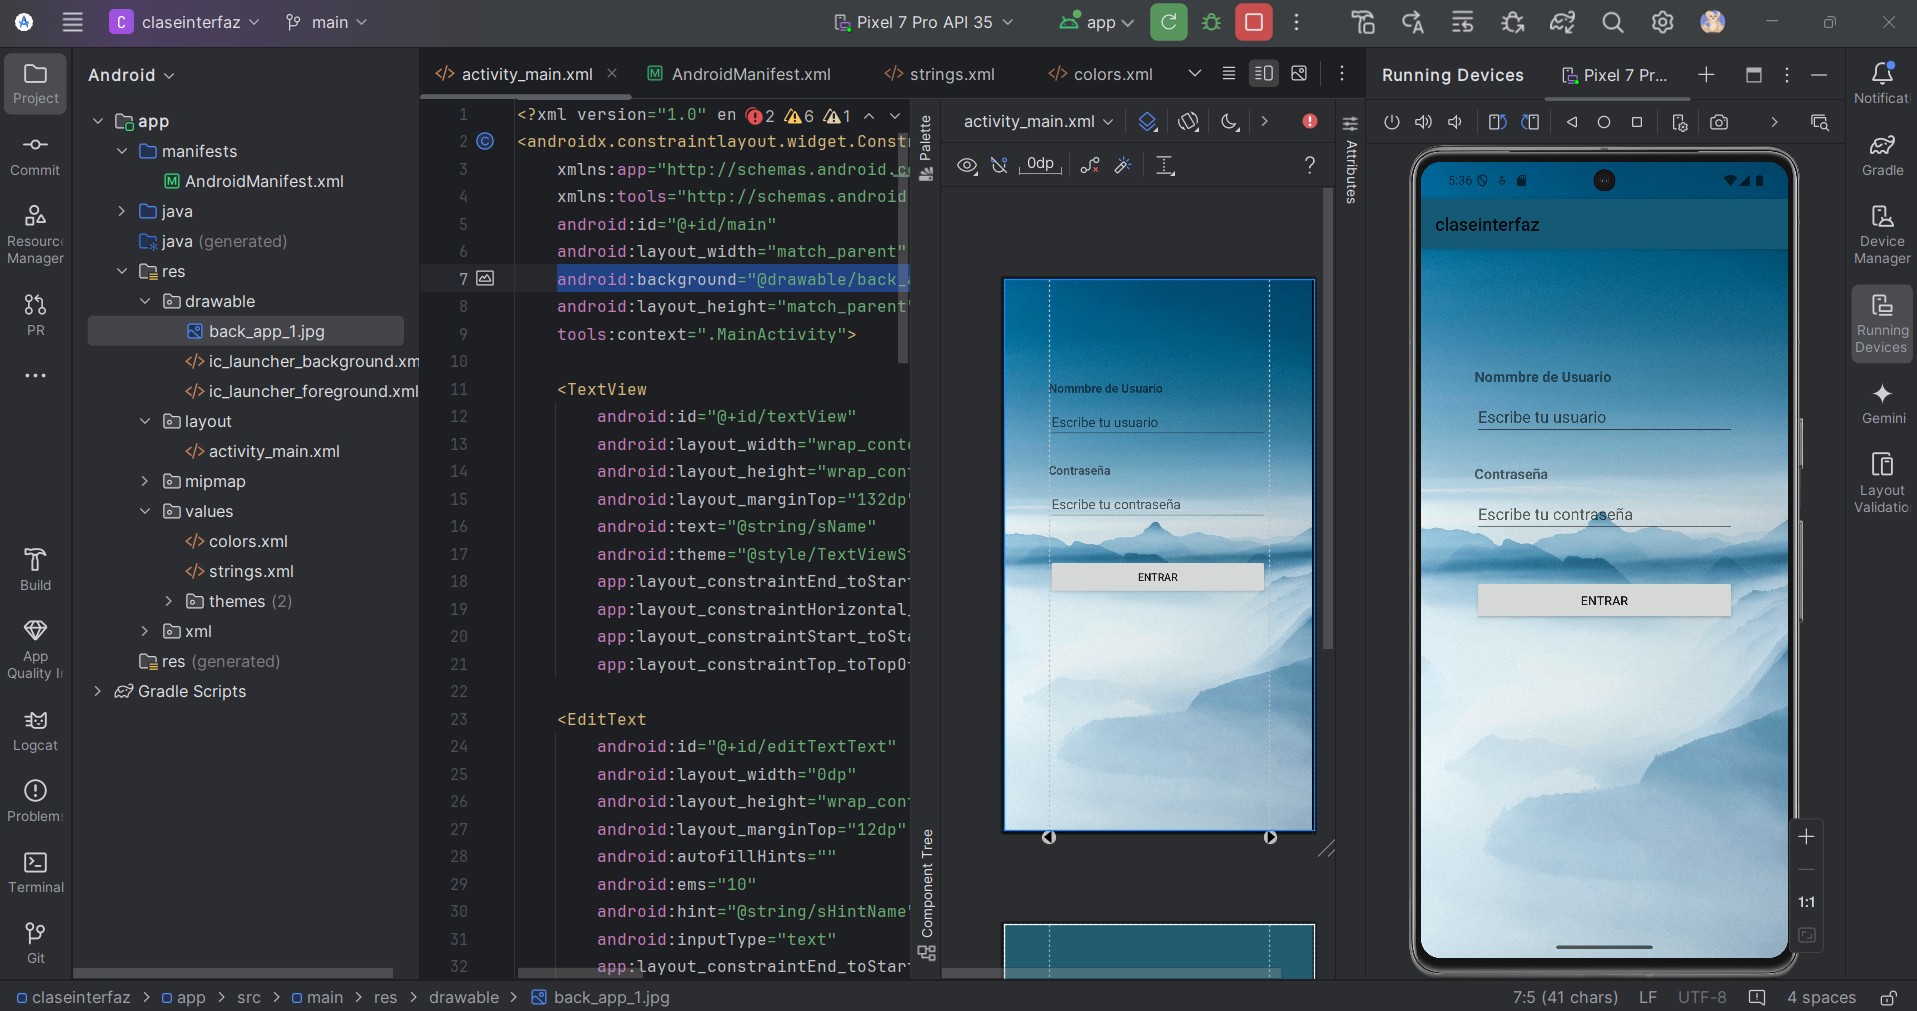 C claseinterfaz main Pixel 7 Pro API 35 app
Project
Commit
Resource
Manager
PR
Build
App
Quality In
Logcat
Problems
Terminal
Git
Android
app
manifests
AndroidManifest.xml
java
java (generated)
res
drawable
back_app_1.jpg
ic_launcher_background.xm
ic_launcher_foreground.xml
layout
activity_main.xml
mipmap
values
colors.xml
strings.xml
themes (2)
xml
res (generated)
Gradle Scripts
activity_main.xml AndroidManifest.xml strings.xml colors.xml
1 <?xml version="1.0" en 2 6 1
2 <androidx.constraintlayout.widget.Constr
3 xmlns:app="http://schemas.android.co
4 xmlns:tools="http://schemas.android
5 android:id="@+id/main"
6 android:layout_width="match_parent"
7 android:background="@drawable/back_a
8 android:layout_height="match_parent"
9 tools:context=".MainActivity">
10
11 <TextView
12 android:id="@+id/textView"
13 android:layout_width="wrap_conte
14 android:layout_height="wrap_con
15 android:layout_marginTop="132dp"
16 android:text="@string/sName"
17 android:theme="@style/TextViewSt
18 app:layout_constraintEnd_toStar
19 app:layout_constraintHorizontal_
20 app:layout_constraintStart_toSta
21 app:layout_constraintTop_toTopO
22
23 <EditText
24 android:id="@+id/editTextText"
25 android:layout_width="0dp"
26 android:layout_height="wrap_con
27 android:layout_marginTop="12dp"
28 android:autofillHints=""
29 android:ems="10"
30 android:hint="@string/sHintName"
31 android:inputType="text"
32 app:layout_constraintEnd_toStar
Palette
Component Tree
activity_main.xml
0dp ?
Attributes
Nommbre de Usuario
Escribe tu usuario
Contraseña
Escribe tu contraseña
ENTRAR
Running Devices Pixel 7 Pr...
5:36
claseinterfaz
Nommbre de Usuario
Escribe tu usuario
Contraseña
Escribe tu contraseña
ENTRAR
1:1
Notificat
Gradle
Device
Manager
Running
Devices
Gemini
Layout
Validatio
claseinterfaz > app > src > main > res > drawable > back_app_1.jpg
7:5 (41 chars) LF UTF-8 4 spaces